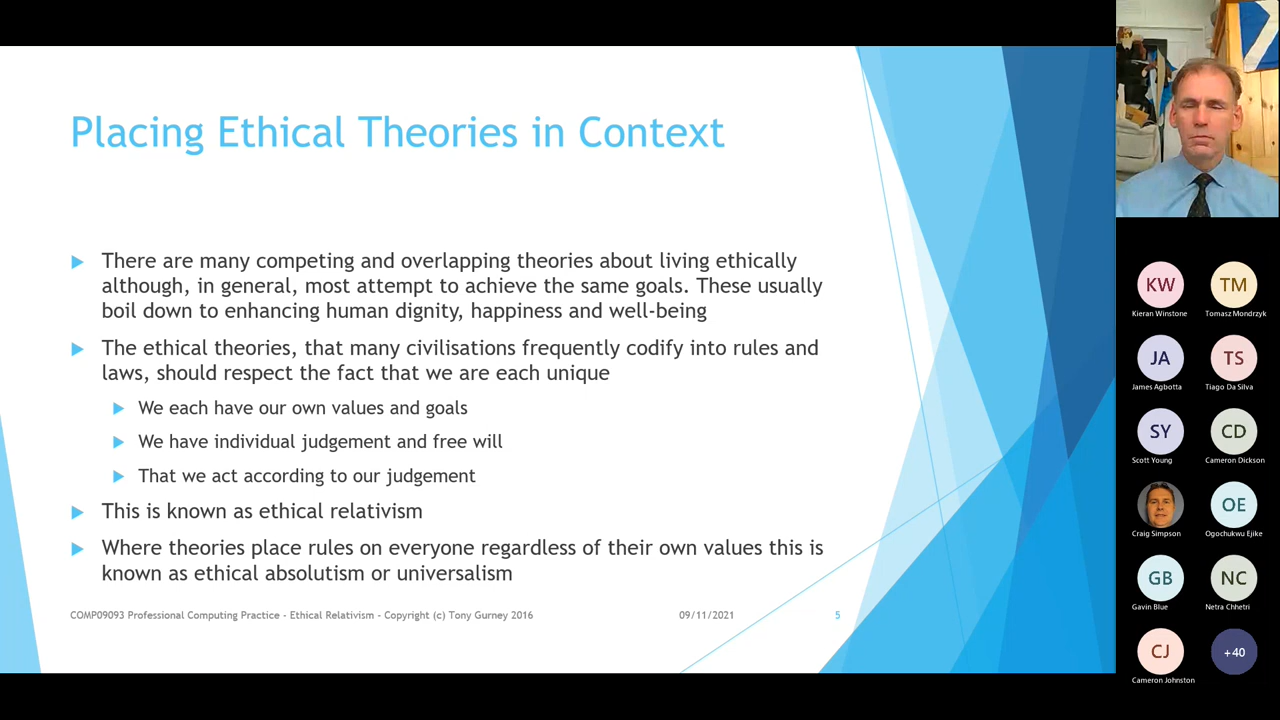 Placing Ethical Theories in Context
There are many competing and overlapping theories about living ethically
although, in general, most attempt to achieve the same goals. These usually
boil down to enhancing human dignity, happiness and well-being
The ethical theories, that many civilisations frequently codify into rules and
laws, should respect the fact that we are each unique
We each have our own values and goals
We have individual judgement and free will
That we act according to our judgement
This is known as ethical relativism
Where theories place rules on everyone regardless of their own values this is
known as ethical absolutism or universalism
COMP09093 Professional Computing Practice - Ethical Relativism - Copyright (c) Tony Gurney 2016
09/11/2021
5
KW
Kieran Winstone
TM
Tomasz Mondrzyk
JA
James Agbotta
TS
Tiago Da Silva
SY
Scott Young
CD
Cameron Dickson
Craig Simpson
OE
Ogochukwu Ejike
GB
Gavin Blue
NC
Netra Chhetri
CJ
Cameron Johnston
+40